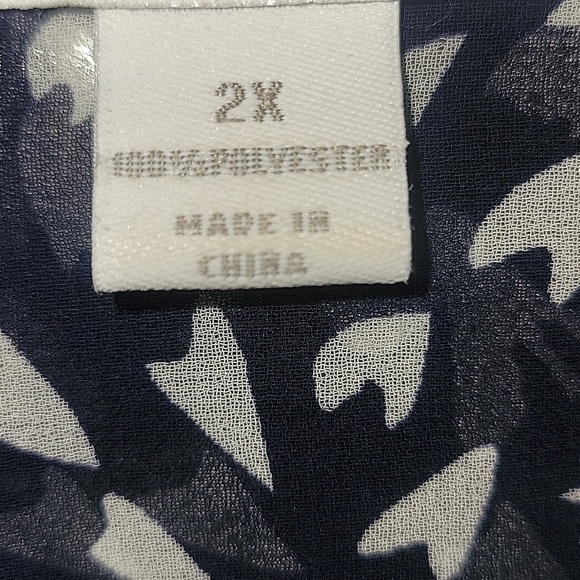 2X
100%POLYESTER
MADE IN
CHINA